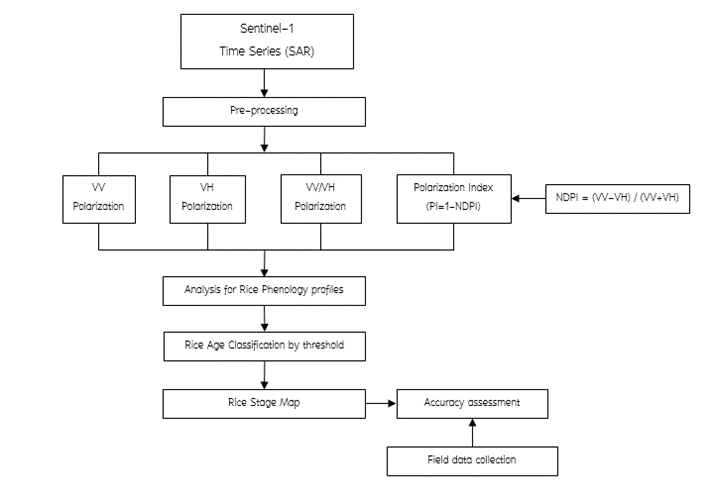 Sentinel-1
Time Series (SAR)
Pre-processing
VV
Polarization
VH
Polarization
VV/VH
Polarization
Polarization Index
(PI=1-NDPI)
NDPI = (VV-VH) / (VV+VH)
Analysis for Rice Phenology profiles
Rice Age Classification by threshold
Rice Stage Map
Accuracy assessment
Field data collection